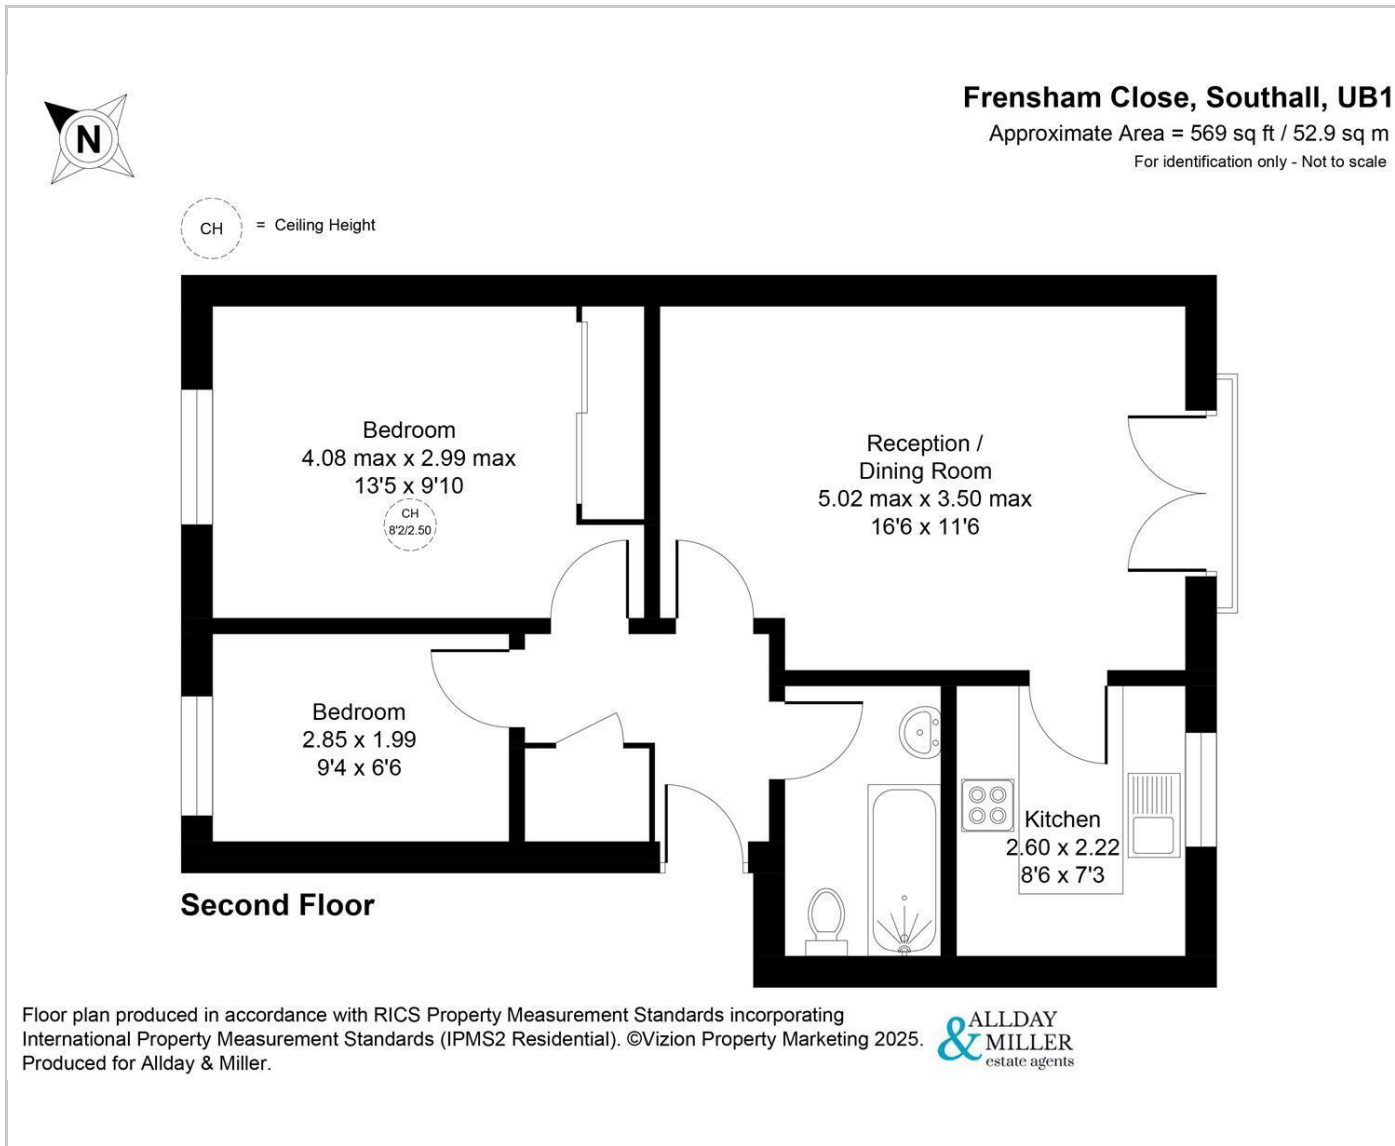 Frensham Close, Southall, UB1
Approximate Area = 569 sq ft / 52.9 sq m
For identification only - Not to scale
N
CH = Ceiling Height
Bedroom
4.08 max x 2.99 max
13'5 x 9'10
CH
8'2/2.50
Reception /
Dining Room
5.02 max x 3.50 max
16'6 x 11'6
Bedroom
2.85 x 1.99
9'4 x 6'6
Kitchen
2.60 x 2.22
8'6 x 7'3
Second Floor
Floor plan produced in accordance with RICS Property Measurement Standards incorporating
International Property Measurement Standards (IPMS2 Residential). ©Vizion Property Marketing 2025.
Produced for Allday & Miller.
ALLDAY
& MILLER
estate agents